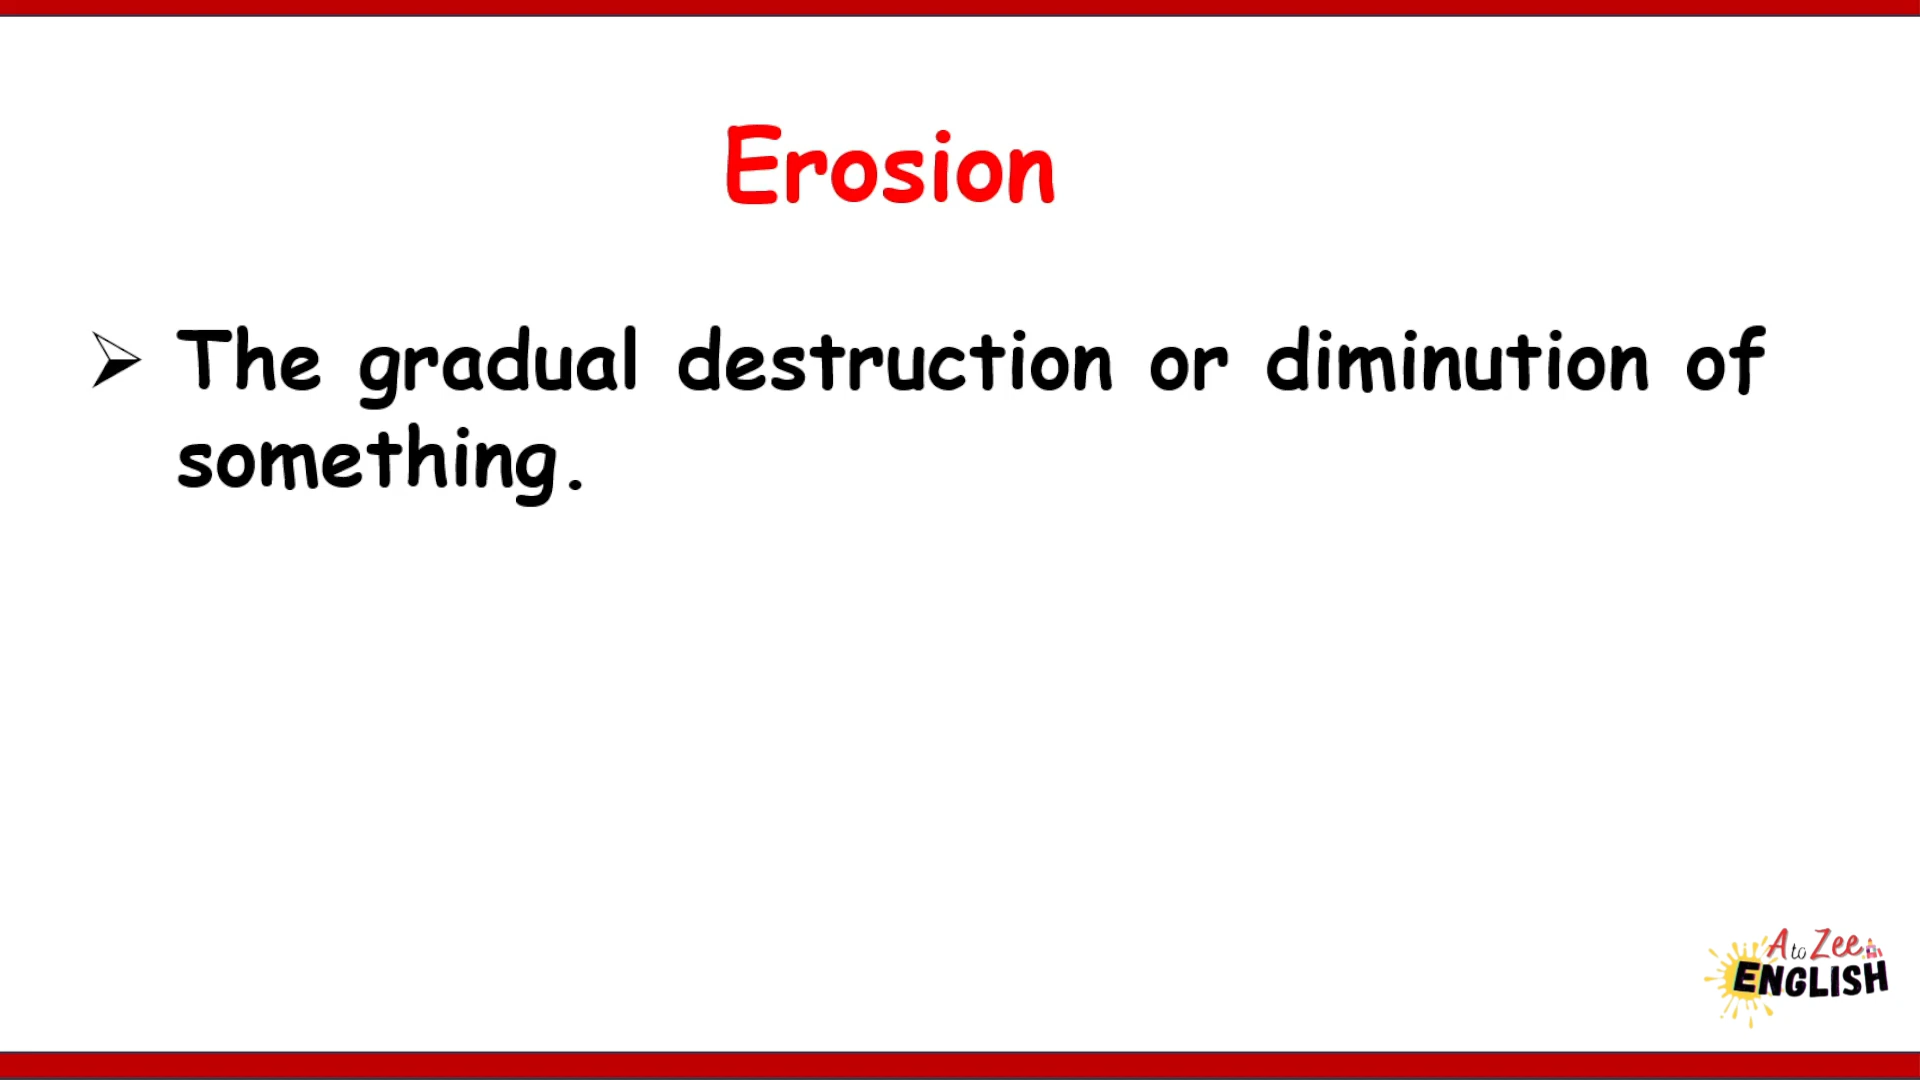 Erosion
➢ The gradual destruction or diminution of
something.
A to Zee
ENGLISH